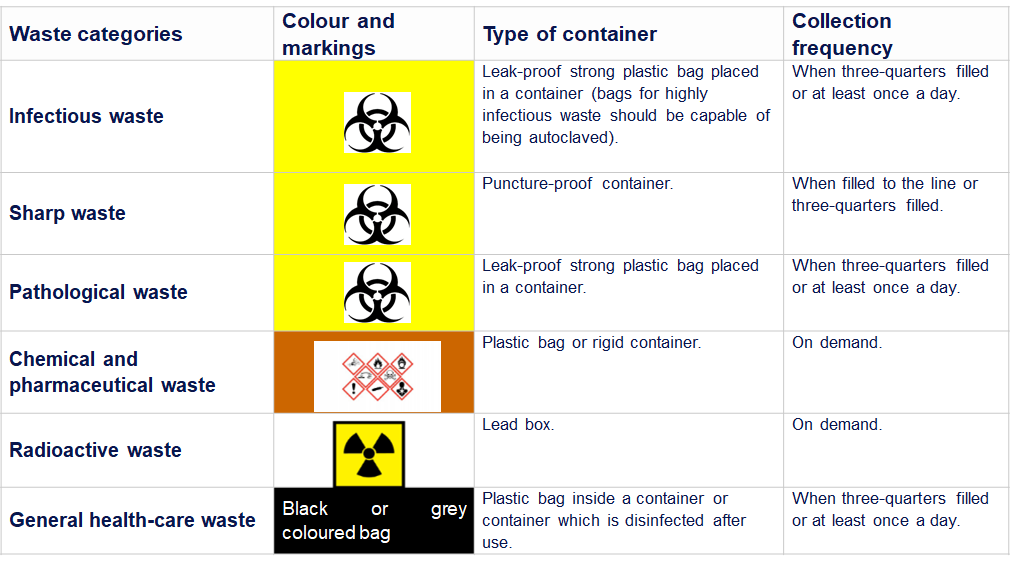 Waste categories
Colour and
markings
Type of container
Collection
frequency
Infectious waste
Leak-proof strong plastic bag placed
in a container (bags for highly
infectious waste should be capable of
being autoclaved).
When three-quarters filled
or at least once a day.
Sharp waste
Puncture-proof container.
When filled to the line or
three-quarters filled.
Pathological waste
Leak-proof strong plastic bag placed
in a container.
When three-quarters filled
or at least once a day.
Chemical and
pharmaceutical waste
Plastic bag or rigid container.
On demand.
Radioactive waste
Lead box.
On demand.
General health-care waste
Black or grey
coloured bag
Plastic bag inside a container or
container which is disinfected after
use.
When three-quarters filled
or at least once a day.